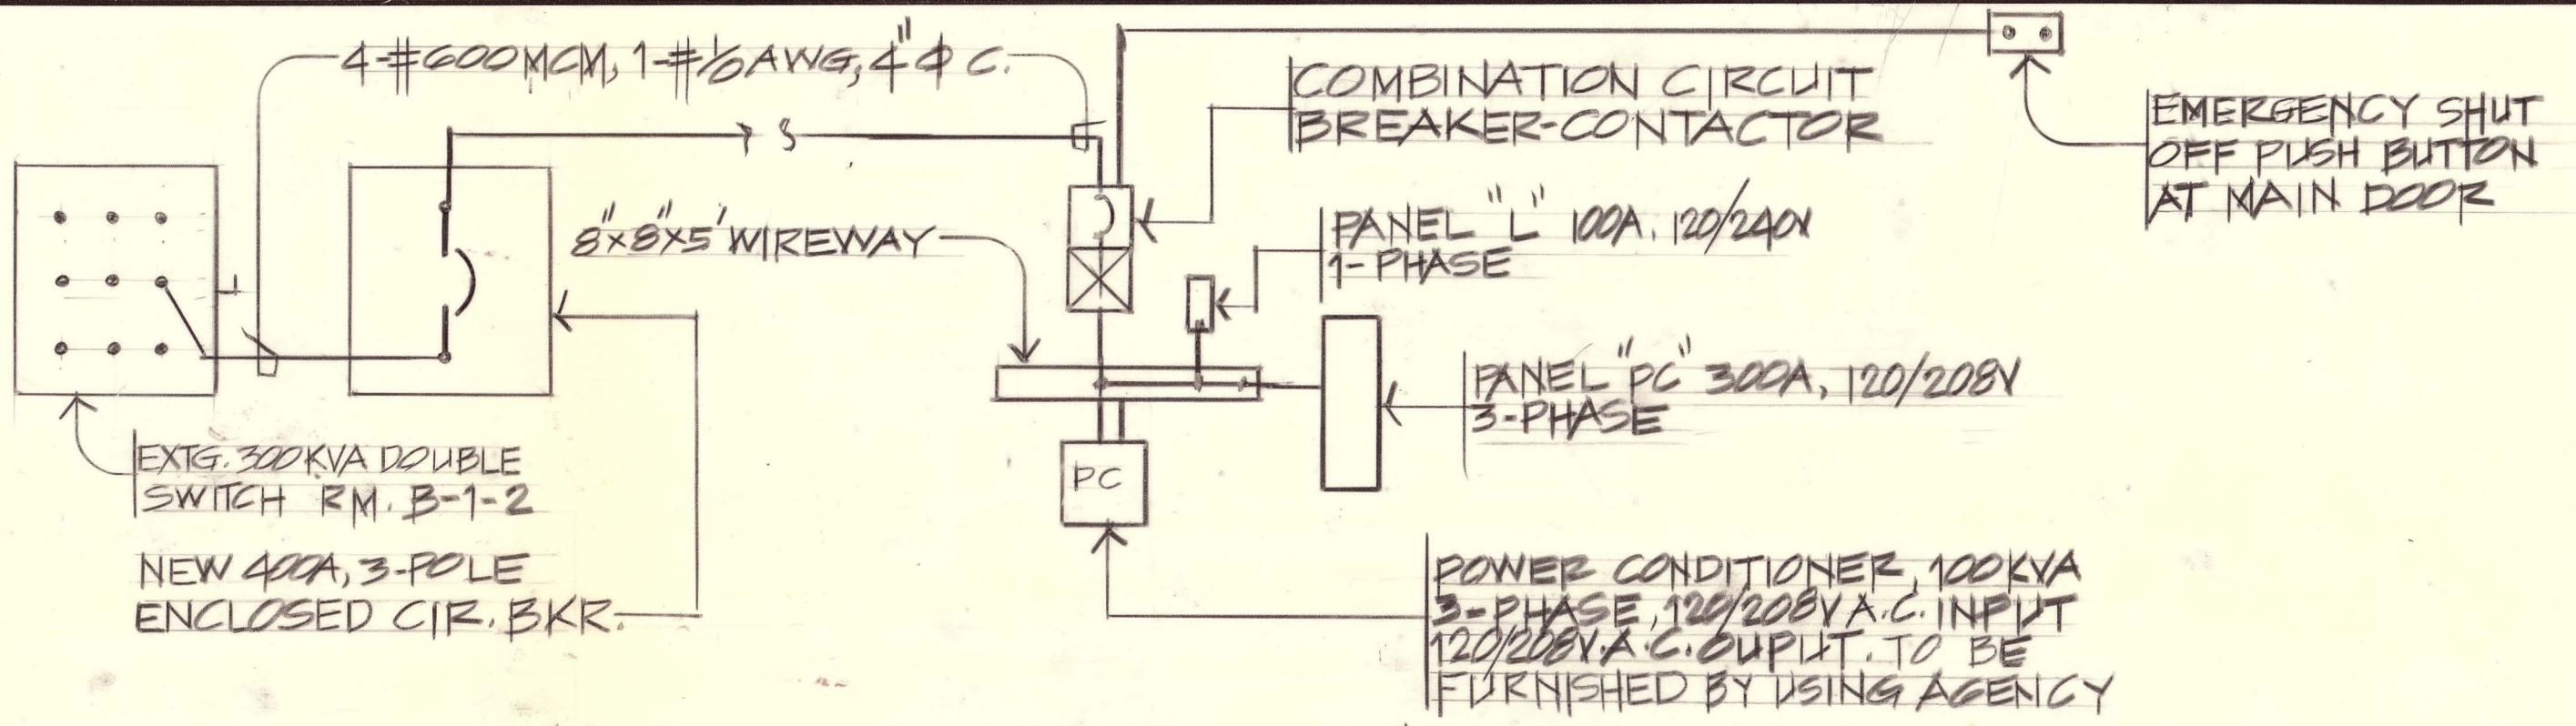 4-#600MCM, 1-#1/0AWG, 4"Φ C.
COMBINATION CIRCUIT
BREAKER-CONTACTOR
EMERGENCY SHUT
OFF PUSH BUTTON
AT MAIN DOOR
8"x8"x5' WIREWAY
PANEL "L" 100A. 120/240V
1-PHASE
PANEL "PC" 300A, 120/208V
3-PHASE
EXTG. 300KVA DOUBLE
SWITCH RM. B-1-2
PC
NEW 400A, 3-POLE
ENCLOSED CIR. BKR.
POWER CONDITIONER, 100KVA
3-PHASE, 120/208V A.C. INPUT
120/208V.A.C. OUPUT. TO BE
FURNISHED BY USING AGENCY